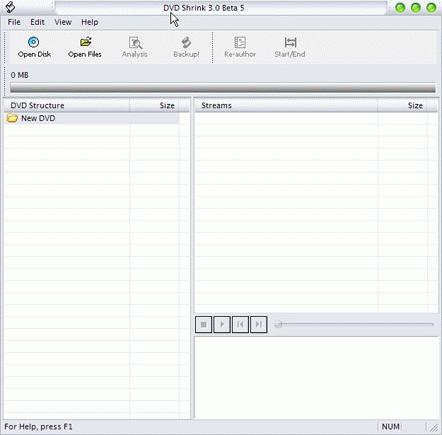 DVD Shrink 3.0 Beta 5
File Edit View Help
Open Disk Open Files Analysis Backup! Re-author Start/End
0 MB
DVD Structure Size Streams Size
New DVD
For Help, press F1 NUM